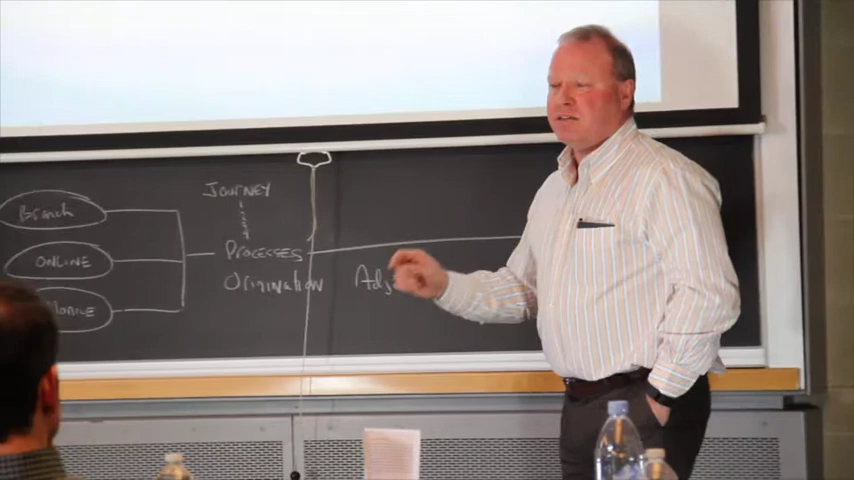 Journey
Branch
Processes
Online
Origination
Mobile